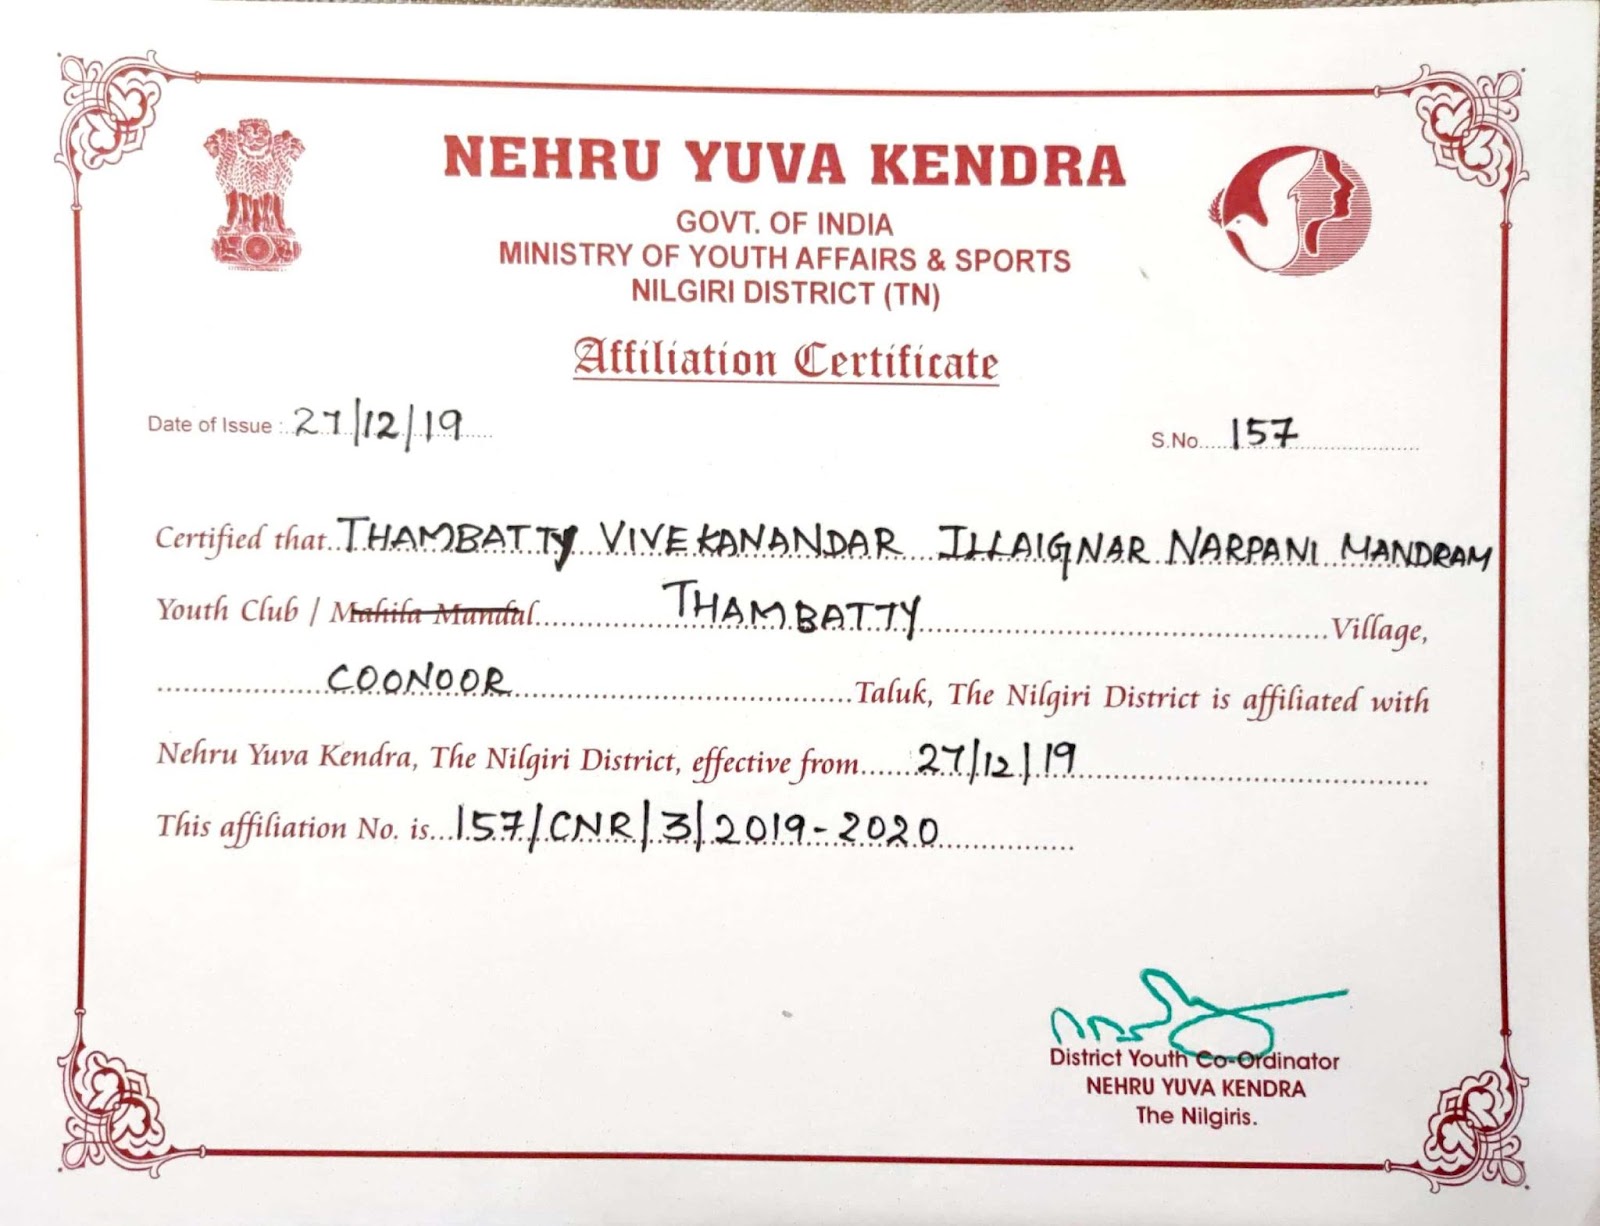 NEHRU YUVA KENDRA
GOVT. OF INDIA
MINISTRY OF YOUTH AFFAIRS & SPORTS
NILGIRI DISTRICT (TN)
Affiliation Certificate
Date of Issue : 27/12/19
S.No. 157
Certified that THAMBATTY VIVEKANANDAR ILLAIGNAR NARPANI MANDRAM
Youth Club / Mahila Mandal THAMBATTY Village,
COONOOR Taluk, The Nilgiri District is affiliated with
Nehru Yuva Kendra, The Nilgiri District, effective from 27/12/19
This affiliation No. is 157/CNR/3/2019-2020
District Youth Co-Ordinator
NEHRU YUVA KENDRA
The Nilgiris.